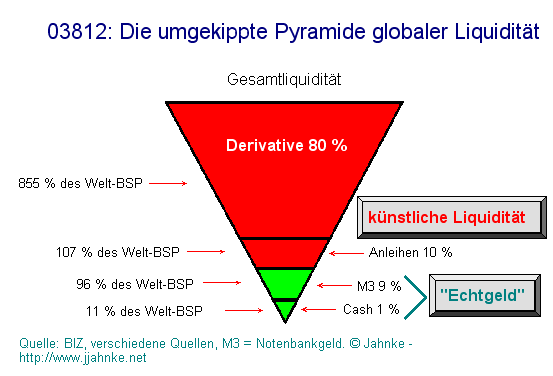 03812: Die umgekippte Pyramide globaler Liquidität
Gesamtliquidität
Derivative 80 %
855 % des Welt-BSP
künstliche Liquidität
107 % des Welt-BSP
Anleihen 10 %
96 % des Welt-BSP
M3 9 %
"Echtgeld"
11 % des Welt-BSP
Cash 1 %
Quelle: BIZ, verschiedene Quellen, M3 = Notenbankgeld. © Jahnke -
http://www.jjahnke.net